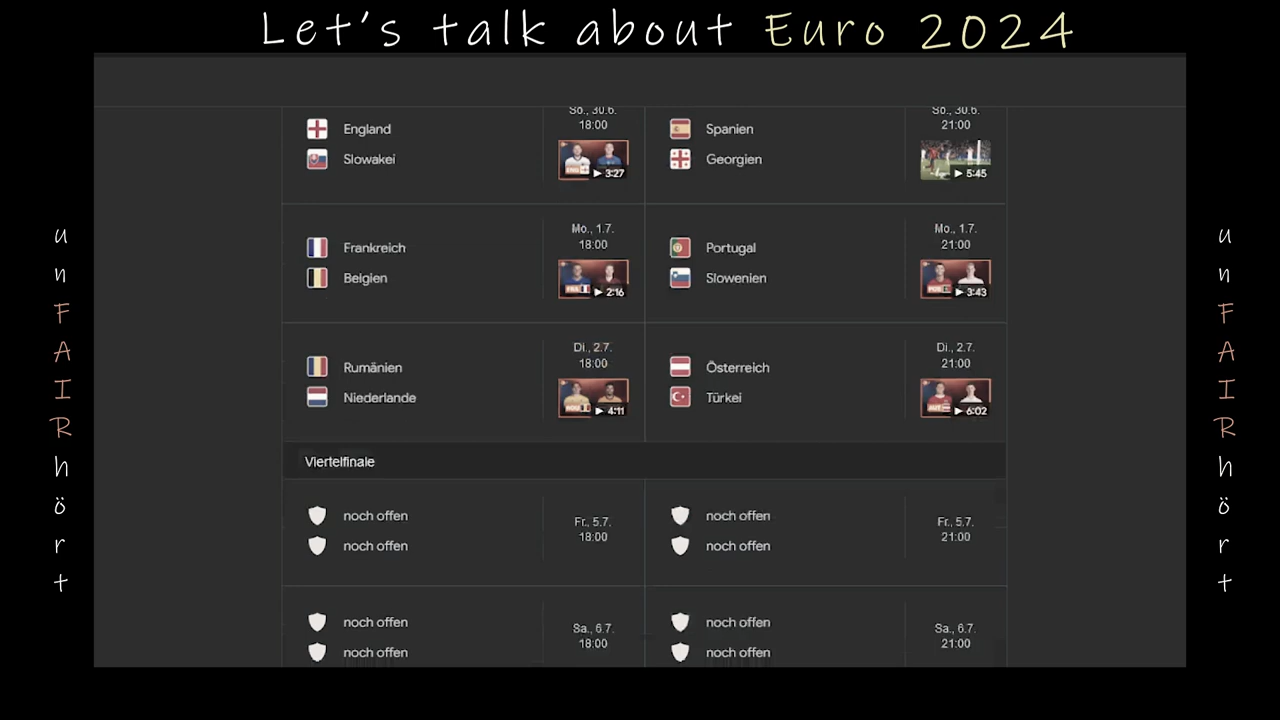 Let's talk about Euro 2024
So., 30.6.
18:00
England
Slowakei
3:27
So., 30.6.
21:00
Spanien
Georgien
5:45
Mo., 1.7.
18:00
Frankreich
Belgien
2:16
Mo., 1.7.
21:00
Portugal
Slowenien
3:43
Di., 2.7.
18:00
Rumänien
Niederlande
4:11
Di., 2.7.
21:00
Österreich
Türkei
6:02
Viertelfinale
noch offen
noch offen
Fr., 5.7.
18:00
noch offen
noch offen
Fr., 5.7.
21:00
noch offen
noch offen
Sa., 6.7.
18:00
noch offen
noch offen
Sa., 6.7.
21:00
unFAIRhört
unFAIRhört